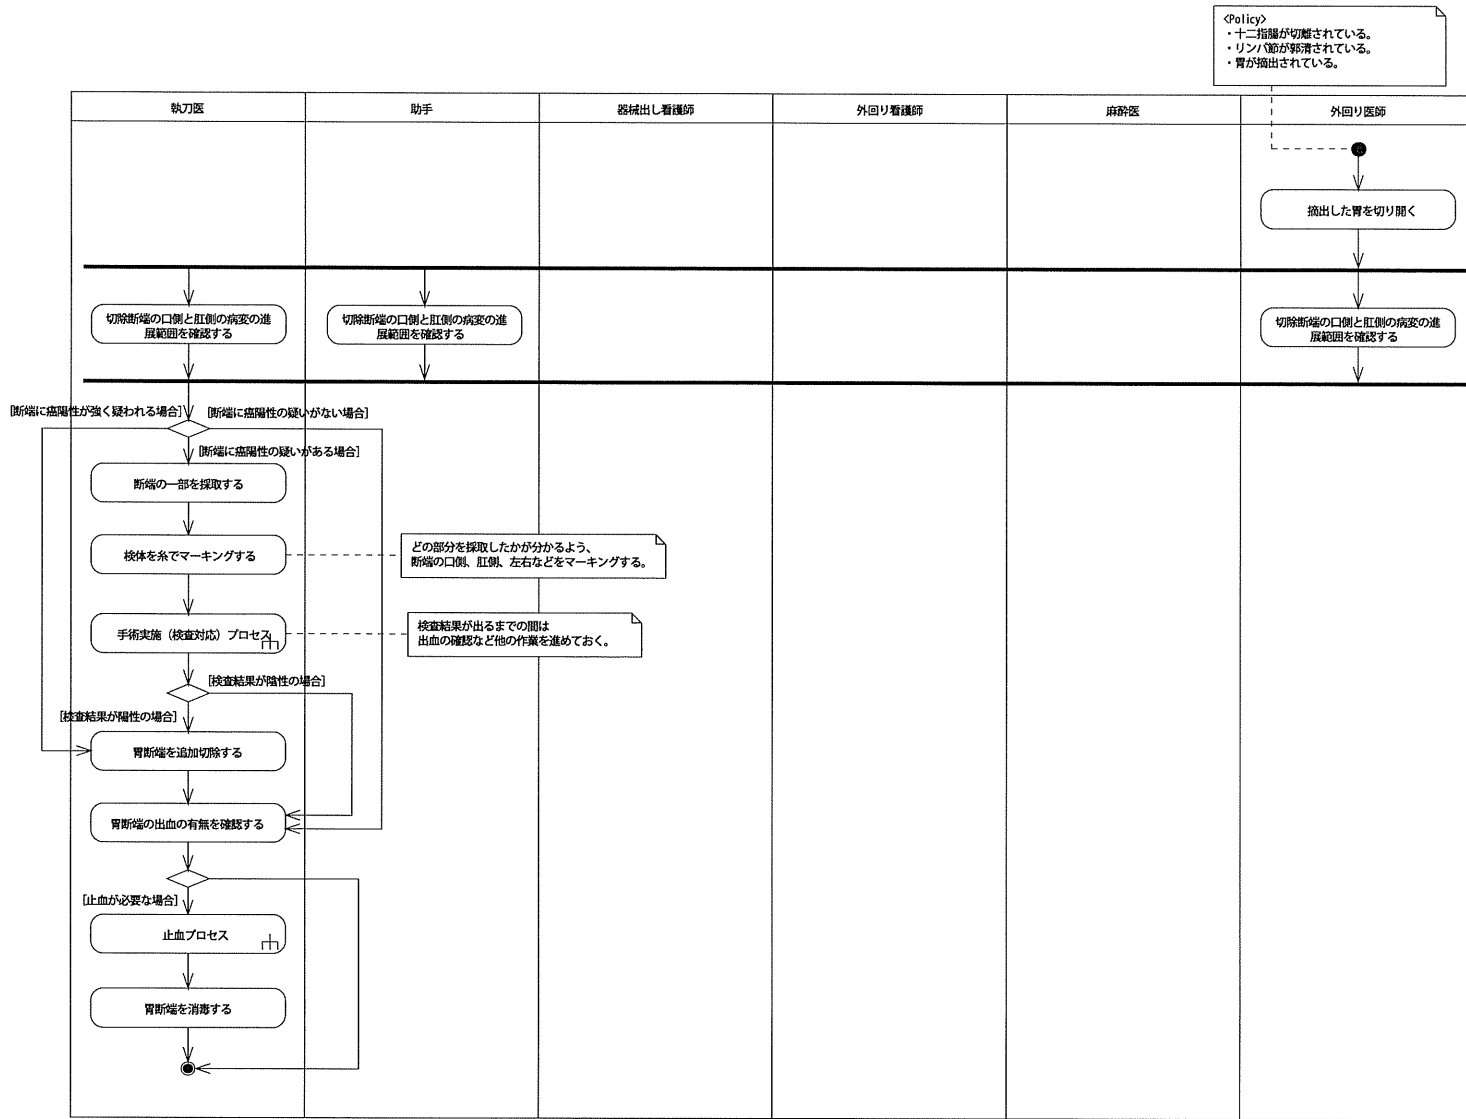 <Policy>
・十二指腸が切離されている。
・リンパ節が郭清されている。
・胃が摘出されている。
執刀医
助手
器械出し看護師
外回り看護師
麻酔医
外回り医師
摘出した胃を切り開く
切除断端の口側と肛側の病変の進
展範囲を確認する
切除断端の口側と肛側の病変の進
展範囲を確認する
切除断端の口側と肛側の病変の進
展範囲を確認する
[断端に癌陽性が強く疑われる場合]
[断端に癌陽性の疑いがない場合]
[断端に癌陽性の疑いがある場合]
断端の一部を採取する
検体を糸でマーキングする
どの部分を採取したかが分かるよう、
断端の口側、肛側、左右などをマーキングする。
手術実施（検査対応）プロセス
検査結果が出るまでの間は
出血の確認など他の作業を進めておく。
[検査結果が陰性の場合]
[検査結果が陽性の場合]
胃断端を追加切除する
胃断端の出血の有無を確認する
[止血が必要な場合]
止血プロセス
胃断端を消毒する